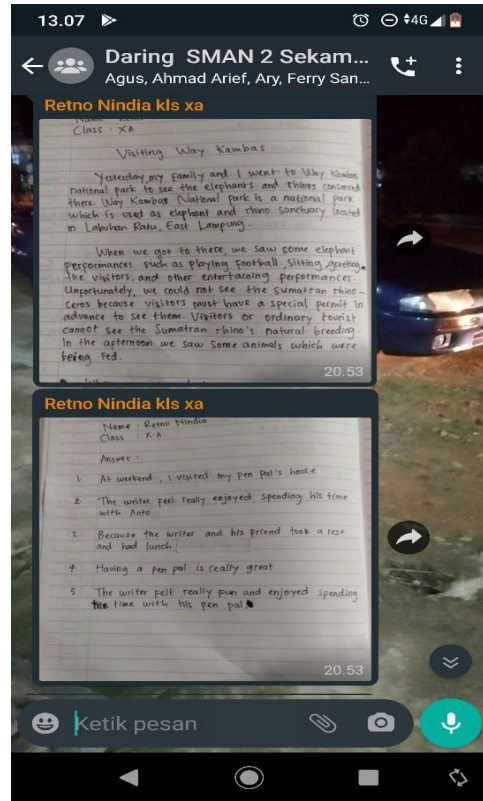 13.07
4G
Daring SMAN 2 Sekam...
Agus, Ahmad Arief, Ary, Ferry San...
Retno Nindia kls xa
Class : XA
Visiting Way Kambas
Yesterday, my family and I went to Way Kambas
national park to see the elephants and rhinos conserved
there. Way Kambas National park is a national park
which is used as elephant and rhino sanctuary located
in Labuhan Ratu, East Lampung.
When we got to there, we saw some elephant
performances such as playing football, sitting, greeting
the visitors, and other entertaining performances.
Unfortunately, we could not see the Sumatran rhino-
ceros because visitors must have a special permit in
advance to see them. Visitors or ordinary tourist
cannot see the Sumatran rhino's natural breeding.
In the apternoon we saw some animals which were
being Fed.
20.53
Retno Nindia kls xa
Name : Retno Nindia
Class : X.A
Answer :
1. At weekend, I visited my pen pal's house
2. The writer feel really enjoyed spending his time
with Anto
3. Because the writer and his friend took a rest
and had lunch
4. Having a pen pal is really great
5. The writer felt really fun and enjoyed spending
the time with his pen pal.
20.53
Ketik pesan